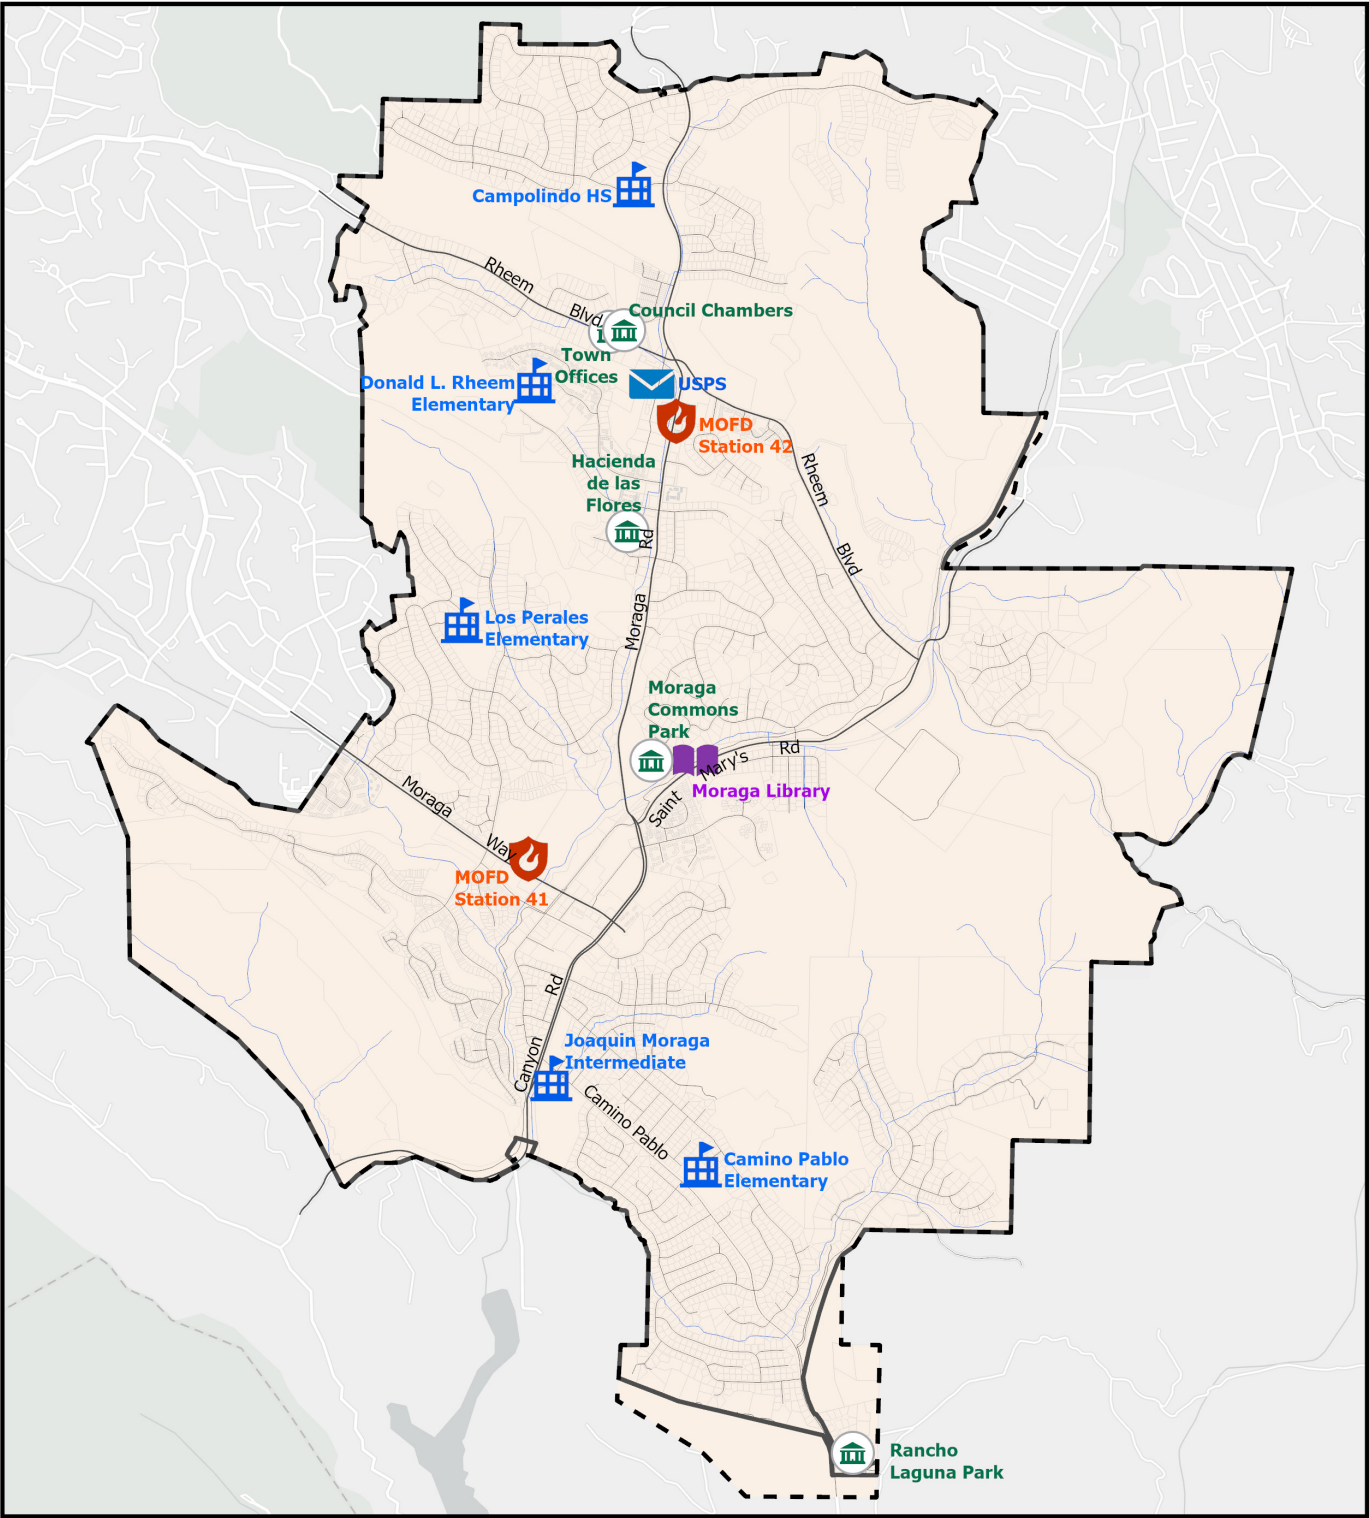 Campolindo HS
Rheem
Blvd
Council Chambers
Town
Offices
Donald L. Rheem
Elementary
USPS
MOFD
Station 42
Hacienda
de las
Flores
Rheem
Rd
Blvd
Moraga
Los Perales
Elementary
Moraga
Commons
Park
Rd
Mary's
Saint
Moraga Library
Moraga
Way
MOFD
Station 41
Rd
Canyon
Joaquin Moraga
Intermediate
Camino Pablo
Camino Pablo
Elementary
Rancho
Laguna Park